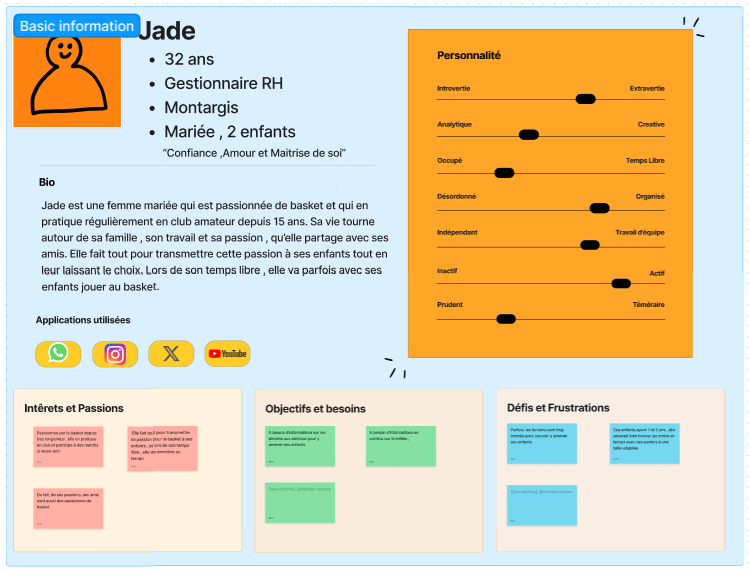 Basic information
Jade
32 ans
Gestionnaire RH
Montargis
Mariée , 2 enfants
“Confiance ,Amour et Maitrise de soi”
Bio
Jade est une femme mariée qui est passionnée de basket et qui en
pratique régulièrement en club amateur depuis 15 ans. Sa vie tourne
autour de sa famille , son travail et sa passion , qu'elle partage avec ses
amis. Elle fait tout pour transmettre cette passion à ses enfants tout en
leur laissant le choix. Lors de son temps libre , elle va parfois avec ses
enfants jouer au basket.
Applications utilisées
YouTube
Personnalité
Introvertie Extravertie
Analytique Creative
Occupé Temps Libre
Désordonné Organisé
Indépendant Travail d'équipe
Inactif Actif
Prudent Téméraire
Intêrets et Passions
Passionnée par le basket depuis
très longtemps , elle en pratique
en club et participe à des matchs
le week-end
Elle fait tout pour transmettre
sa passion pour le basket à ses
enfants , et lors de son temps
libre , elle les emmène au
terrain
Du fait, de ses passions, ses amis
sont aussi des passionnés de
basket
Objectifs et besoins
A besoin d'informations sur les
terrains aux alentour pour y
emmener ses enfants
A besoin d'informations en
continu sur la météo ,
Type anything, @mention anyone
Défis et Frustrations
Parfois, les terrains sont trop
bondés pour pouvoir y amener
ses enfants
Ces enfants ayant 7 et 5 ans , elle
aimerait bien trouver au moins un
terrain avec des paniers à une
taille adaptée
Type anything, @mention anyone